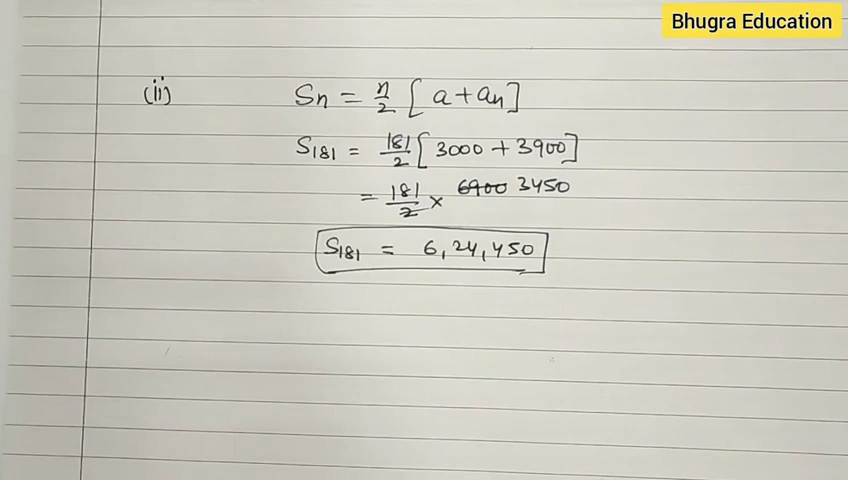 Bhugra Education
(ii) Sn = n/2 [a + an]
S181 = 181/2 [3000 + 3900]
= 181/2 × 6900 3450
S181 = 6,24,450